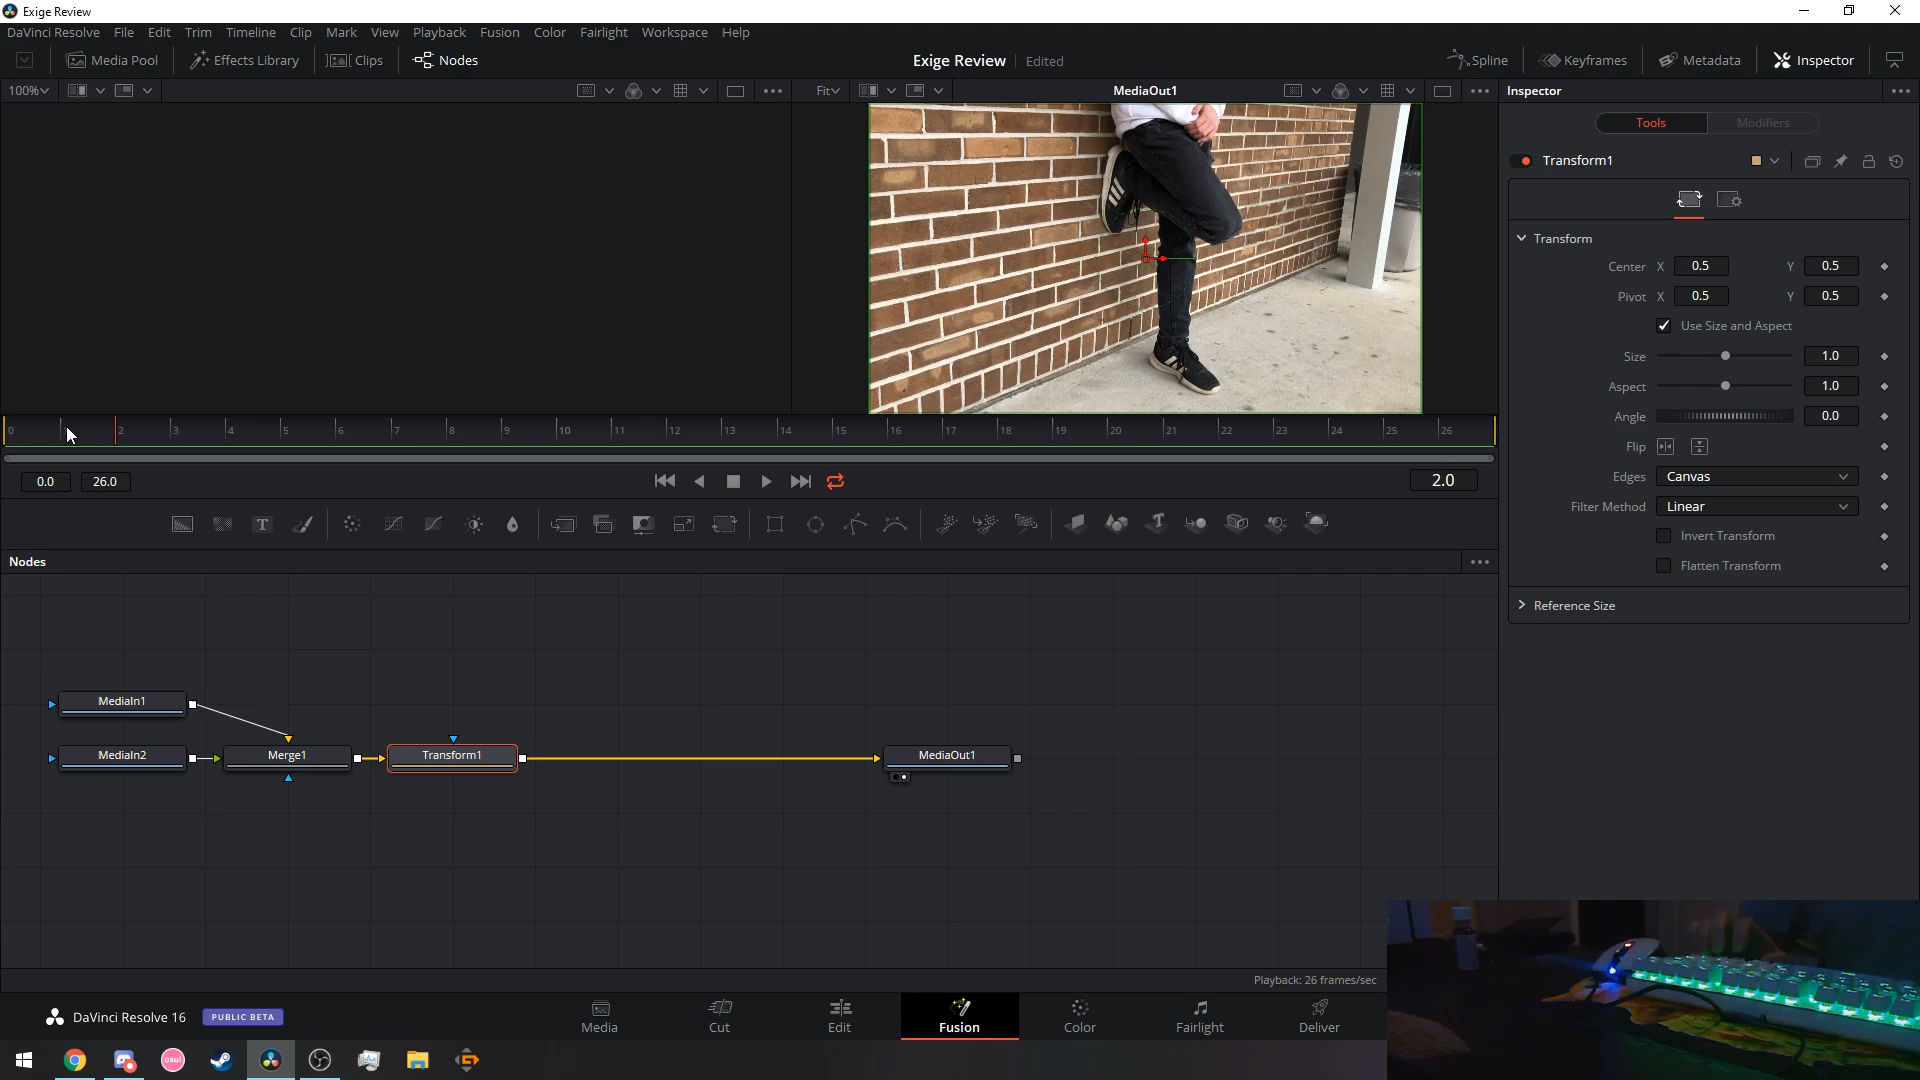 Exige Review
DaVinci Resolve File Edit Trim Timeline Clip Mark View Playback Fusion Color Fairlight Workspace Help
Media Pool Effects Library Clips Nodes Exige Review Edited Spline Keyframes Metadata Inspector
100% Fit MediaOut1 Inspector
Tools Modifiers
Transform1
Transform
Center X 0.5 Y 0.5
Pivot X 0.5 Y 0.5
Use Size and Aspect
Size 1.0
Aspect 1.0
Angle 0.0
Flip
Edges Canvas
Filter Method Linear
Invert Transform
Flatten Transform
Reference Size
0 2 3 4 5 6 7 8 9 10 11 12 13 14 15 16 17 18 19 20 21 22 23 24 25 26
0.0 26.0 2.0
T
T
Nodes
MediaIn1
MediaIn2 Merge1 Transform1 MediaOut1
Playback: 26 frames/sec
DaVinci Resolve 16 PUBLIC BETA
Media Cut Edit Fusion Color Fairlight Deliver
osu!